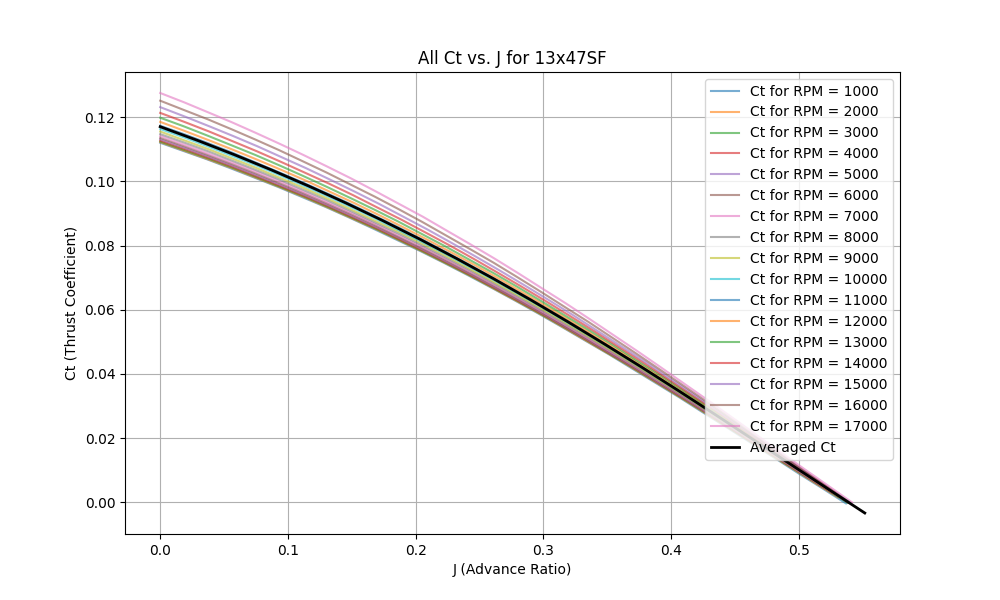 All Ct vs. J for 13x47SF
Ct (Thrust Coefficient)
0.12
0.10
0.08
0.06
0.04
0.02
0.00
Ct for RPM = 1000
Ct for RPM = 2000
Ct for RPM = 3000
Ct for RPM = 4000
Ct for RPM = 5000
Ct for RPM = 6000
Ct for RPM = 7000
Ct for RPM = 8000
Ct for RPM = 9000
Ct for RPM = 10000
Ct for RPM = 11000
Ct for RPM = 12000
Ct for RPM = 13000
Ct for RPM = 14000
Ct for RPM = 15000
Ct for RPM = 16000
Ct for RPM = 17000
Averaged Ct
0.0 0.1 0.2 0.3 0.4 0.5
J (Advance Ratio)